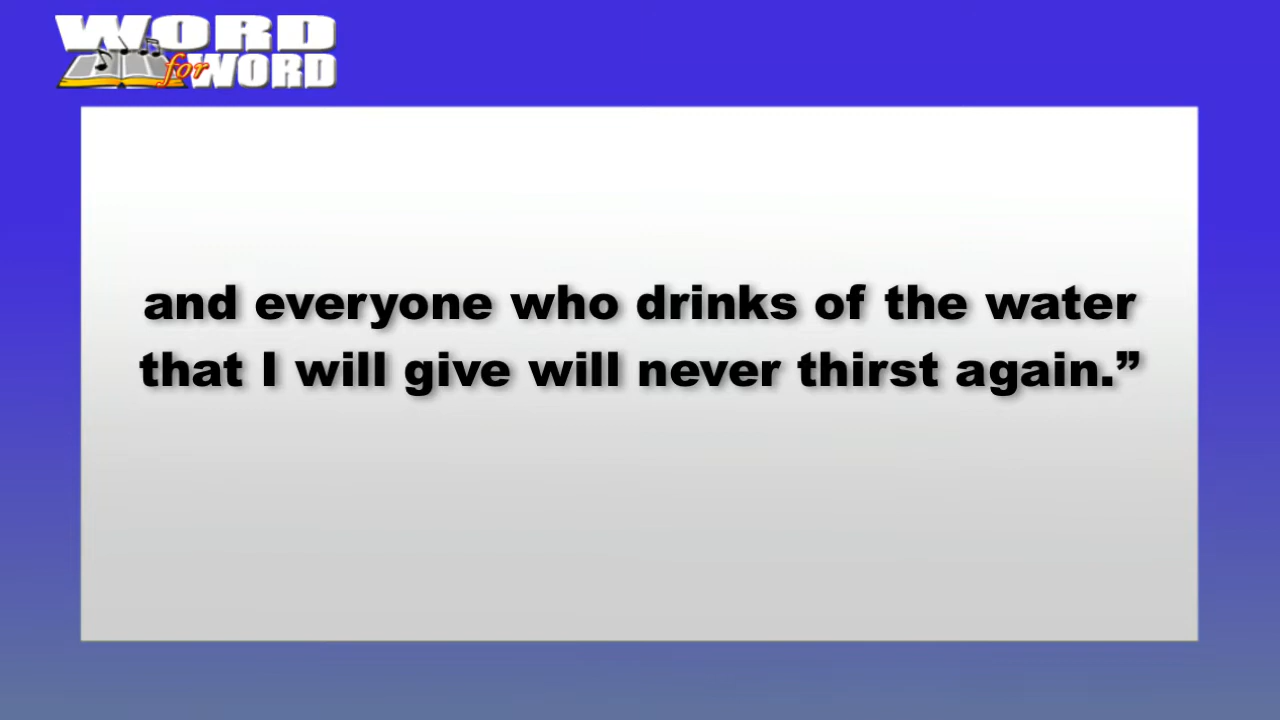 WORD
for WORD
and everyone who drinks of the water
that I will give will never thirst again.”